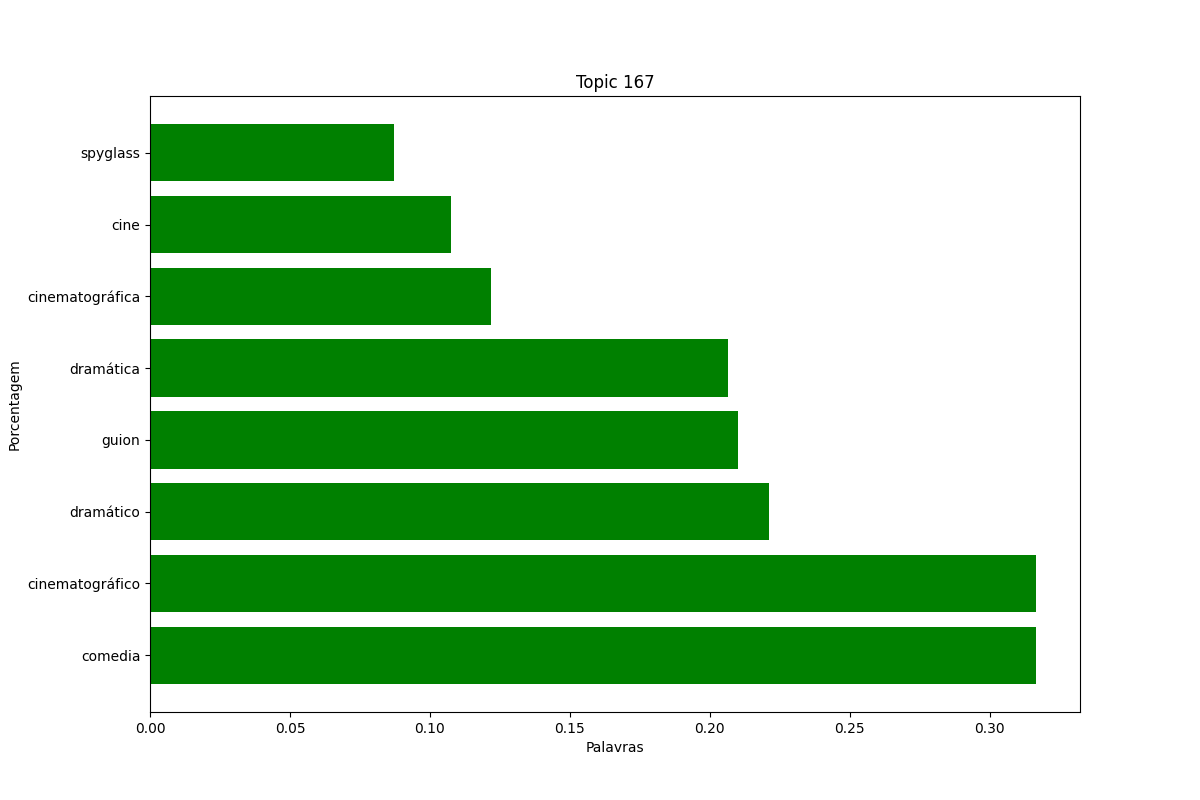 Topic 167
spyglass
cine
cinematográfica
dramática
guion
dramático
cinematográfico
comedia
Porcentagem
0.00 0.05 0.10 0.15 0.20 0.25 0.30
Palavras